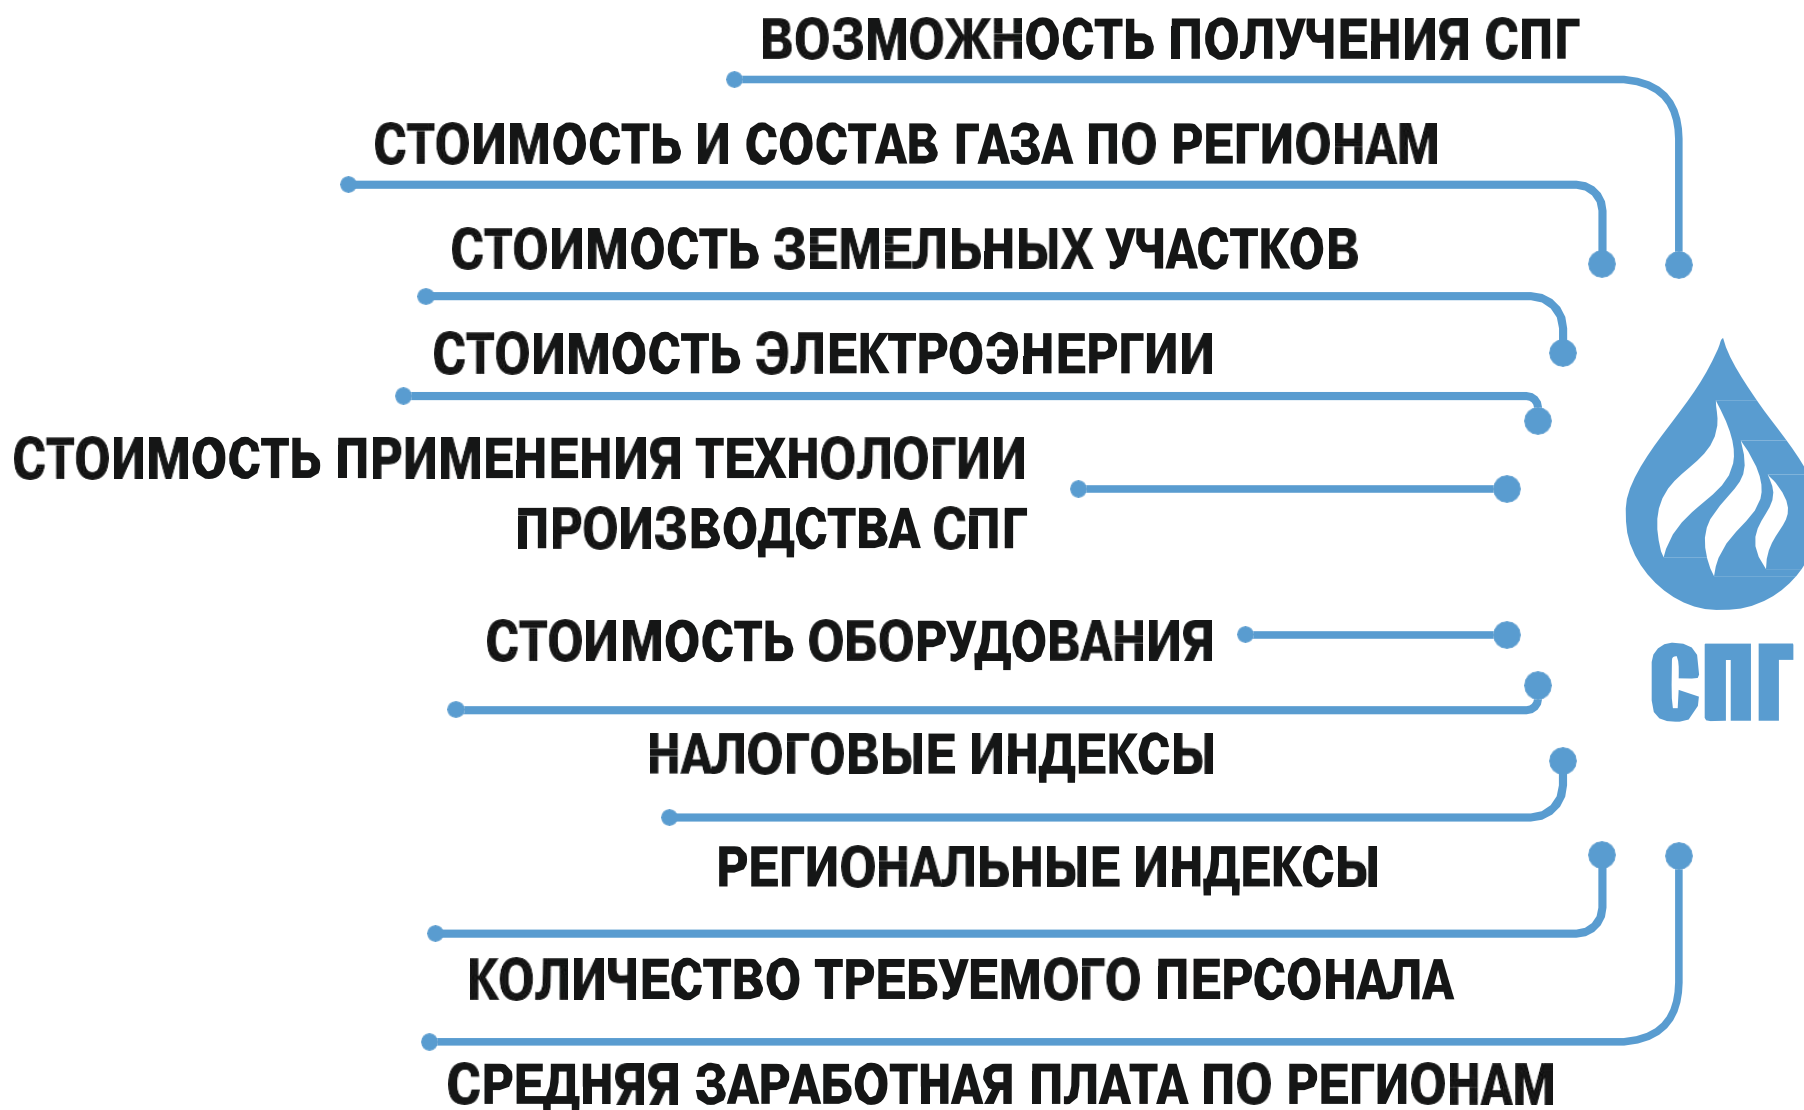 ВОЗМОЖНОСТЬ ПОЛУЧЕНИЯ СПГ
СТОИМОСТЬ И СОСТАВ ГАЗА ПО РЕГИОНАМ
СТОИМОСТЬ ЗЕМЕЛЬНЫХ УЧАСТКОВ
СТОИМОСТЬ ЭЛЕКТРОЭНЕРГИИ
СТОИМОСТЬ ПРИМЕНЕНИЯ ТЕХНОЛОГИИ
ПРОИЗВОДСТВА СПГ
СТОИМОСТЬ ОБОРУДОВАНИЯ
СПГ
НАЛОГОВЫЕ ИНДЕКСЫ
РЕГИОНАЛЬНЫЕ ИНДЕКСЫ
КОЛИЧЕСТВО ТРЕБУЕМОГО ПЕРСОНАЛА
СРЕДНЯЯ ЗАРАБОТНАЯ ПЛАТА ПО РЕГИОНАМ